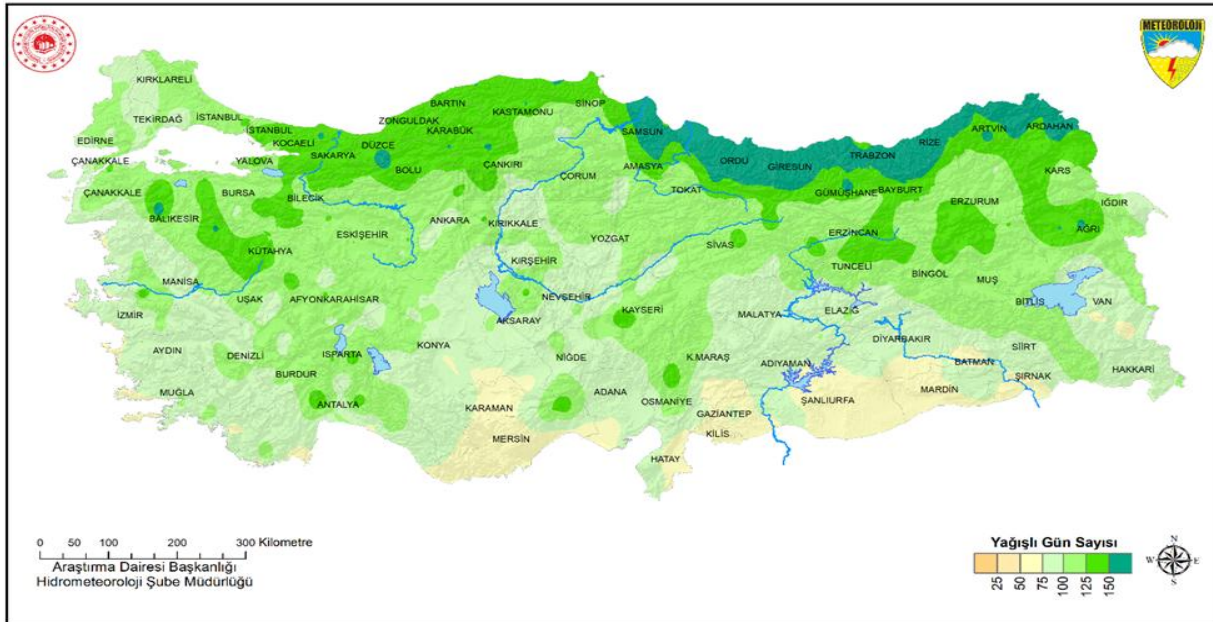 METEOROLOJİ
KIRKLARELİ
TEKİRDAĞ
İSTANBUL
EDİRNE
İSTANBUL
KOCAELİ
ÇANAKKALE
YALOVA
SAKARYA
DÜZCE
ZONGULDAK
BARTIN
KARABÜK
KASTAMONU
SİNOP
SAMSUN
ORDU
GİRESUN
TRABZON
RİZE
ARTVİN
ARDAHAN
ÇANAKKALE
BURSA
BİLECİK
BOLU
ÇANKIRI
ÇORUM
AMASYA
TOKAT
GÜMÜŞHANE
BAYBURT
ERZURUM
KARS
IĞDIR
BALIKESİR
KÜTAHYA
ESKİŞEHİR
ANKARA
KIRIKKALE
YOZGAT
SİVAS
ERZİNCAN
AĞRI
MANİSA
UŞAK
AFYONKARAHİSAR
KIRŞEHİR
NEVŞEHİR
KAYSERİ
TUNCELİ
BİNGÖL
MUŞ
BİTLİS
VAN
İZMİR
AKSARAY
MALATYA
ELAZIĞ
DİYARBAKIR
AYDIN
DENİZLİ
ISPARTA
KONYA
NİĞDE
K.MARAŞ
ADIYAMAN
BATMAN
SİİRT
HAKKARİ
BURDUR
MUĞLA
ANTALYA
KARAMAN
ADANA
OSMANİYE
GAZİANTEP
ŞANLIURFA
MARDİN
ŞIRNAK
MERSİN
KİLİS
HATAY
0 50 100 200 300 Kilometre
Araştırma Dairesi Başkanlığı
Hidrometeoroloji Şube Müdürlüğü
Yağışlı Gün Sayısı
25 50 75 100 125 150
N
W E
S